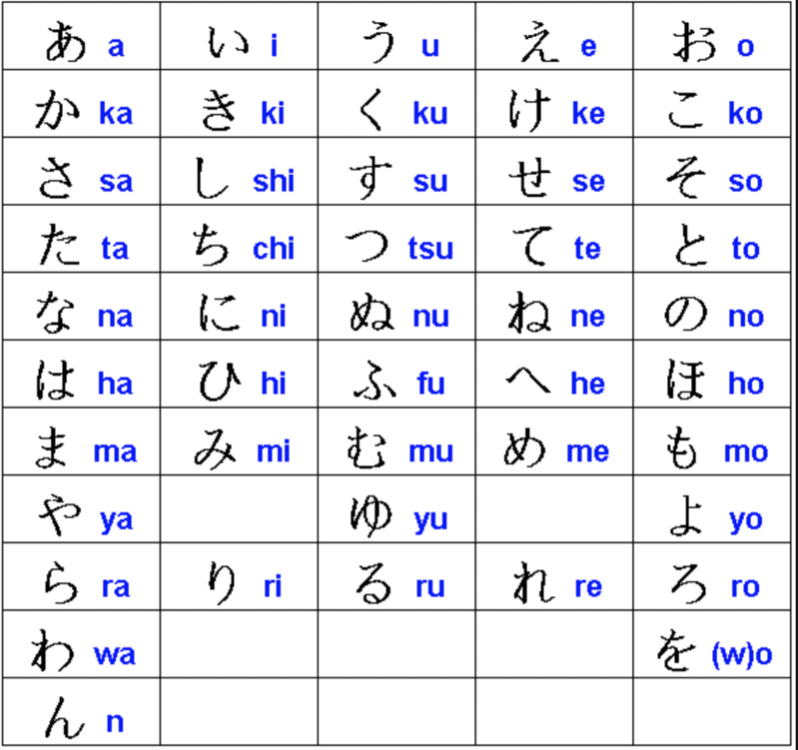 あ a い i う u え e お o
か ka き ki く ku け ke こ ko
さ sa し shi す su せ se そ so
た ta ち chi つ tsu て te と to
な na に ni ぬ nu ね ne の no
は ha ひ hi ふ fu へ he ほ ho
ま ma み mi む mu め me も mo
や ya ゆ yu よ yo
ら ra り ri る ru れ re ろ ro
わ wa を (w)o
ん n